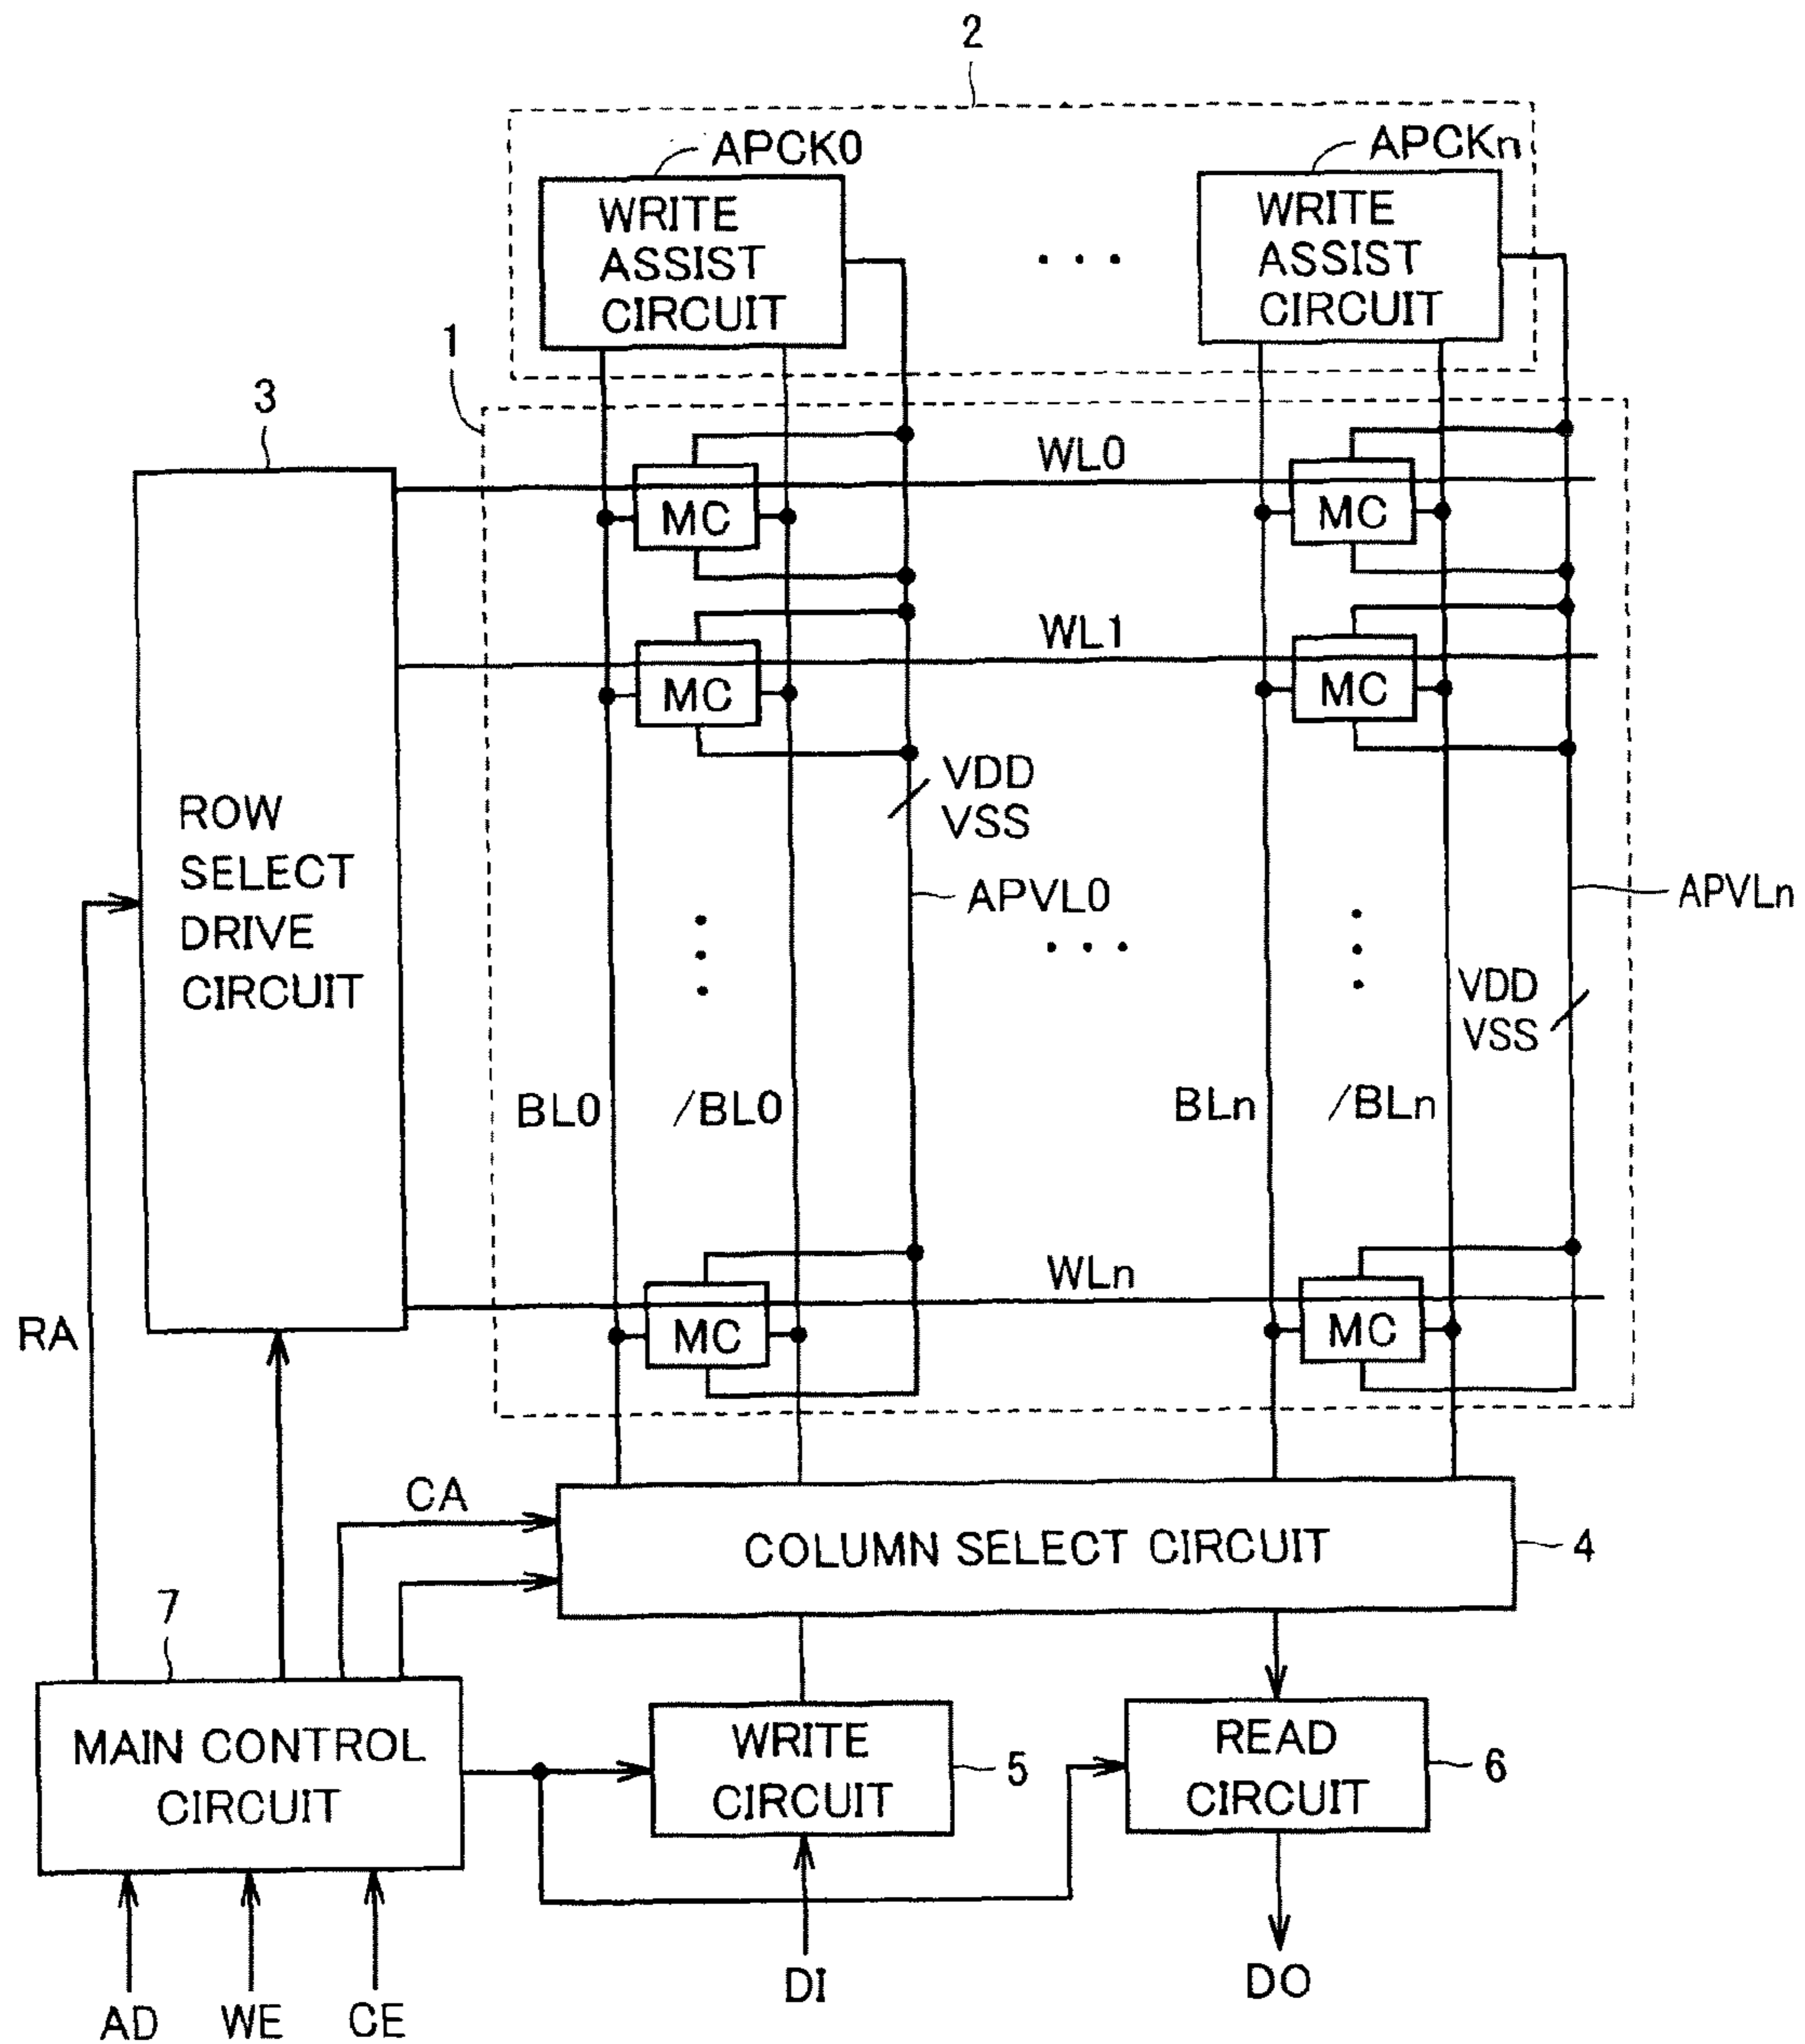 2
APCK0
APCKn
WRITE
ASSIST
CIRCUIT
. . .
WRITE
ASSIST
CIRCUIT
1
3
WL0
MC
MC
WL1
MC
MC
VDD
VSS
ROW
SELECT
DRIVE
CIRCUIT
APVL0
APVLn
. . .
VDD
VSS
BL0
/BL0
BLn
/BLn
WLn
MC
MC
RA
CA
COLUMN SELECT CIRCUIT
4
7
MAIN CONTROL
CIRCUIT
WRITE
CIRCUIT
5
READ
CIRCUIT
6
DI
DO
AD
WE
CE